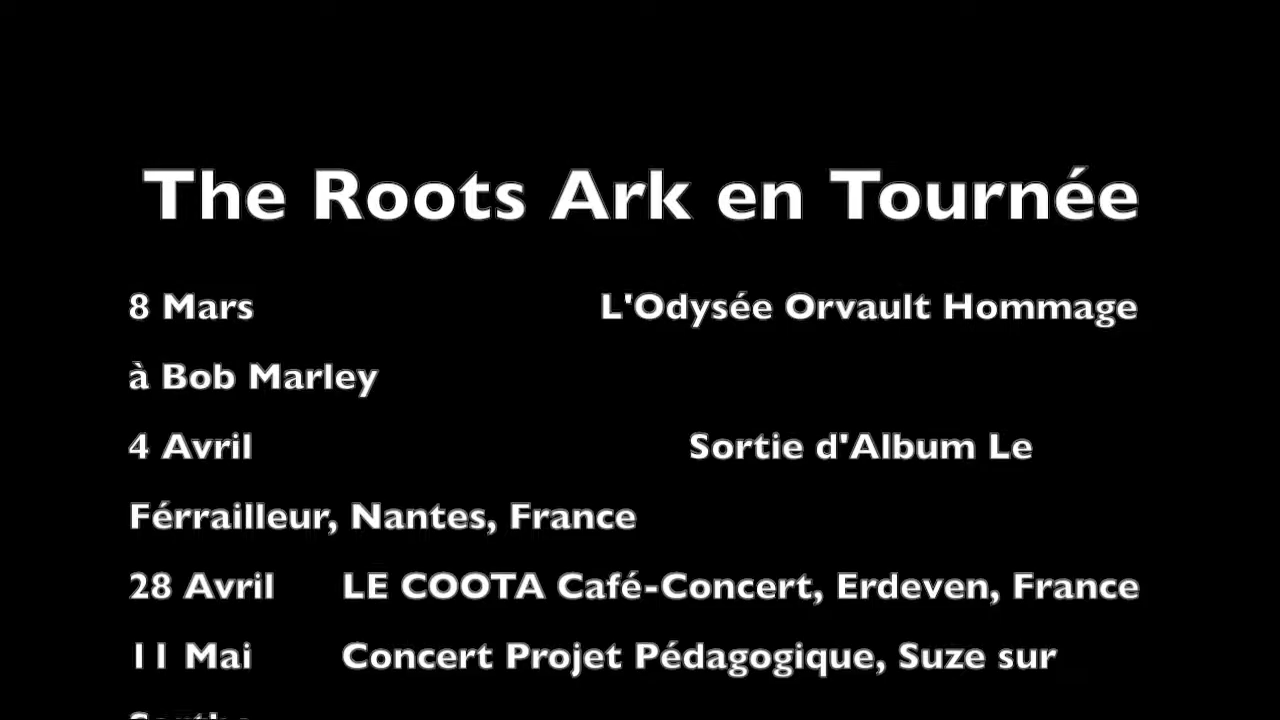 The Roots Ark en Tournée
8 Mars L'Odysée Orvault Hommage
à Bob Marley
4 Avril Sortie d'Album Le
Férrailleur, Nantes, France
28 Avril LE COOTA Café-Concert, Erdeven, France
11 Mai Concert Projet Pédagogique, Suze sur